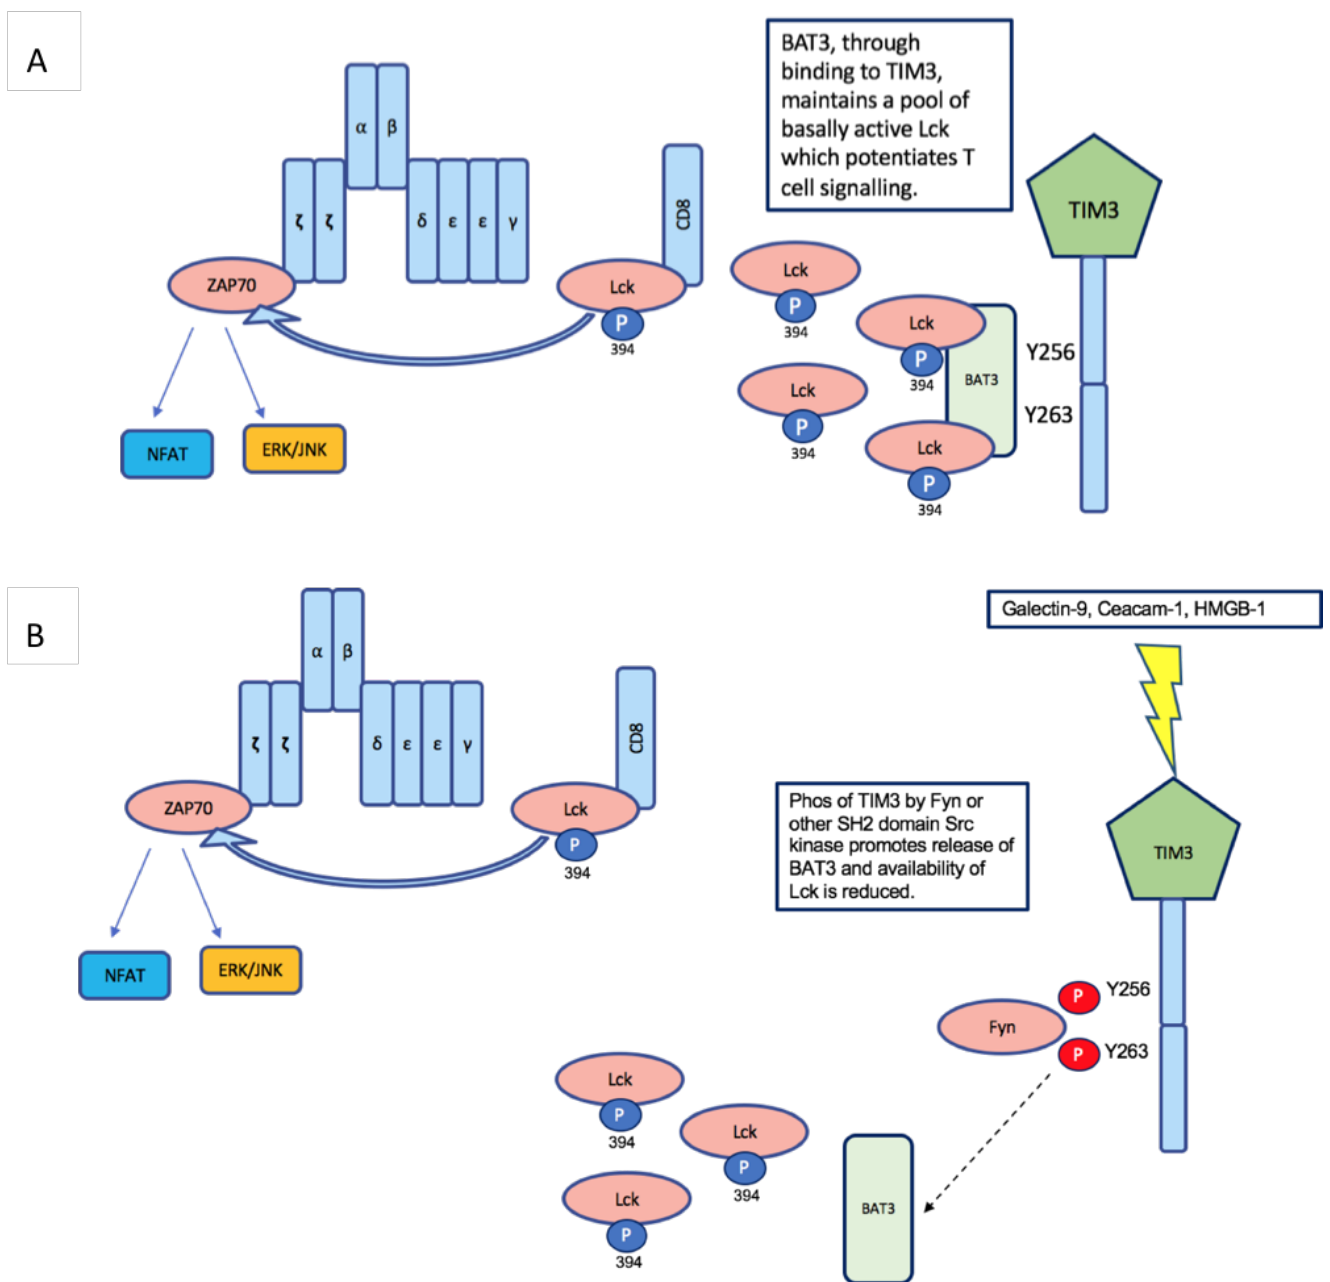 A
BAT3, through
binding to TIM3,
maintains a pool of
basally active Lck
which potentiates T
cell signalling.
α β
ζ ζ
δ ε ε γ
CD8
TIM3
ZAP70
Lck
P
394
Lck
P
394
Lck
P
394
BAT3
Y256
Lck
P
394
Y263
Lck
P
394
NFAT
ERK/JNK
B
Galectin-9, Ceacam-1, HMGB-1
α β
ζ ζ
δ ε ε γ
CD8
Phos of TIM3 by Fyn or
other SH2 domain Src
kinase promotes release of
BAT3 and availability of
Lck is reduced.
TIM3
ZAP70
Lck
P
394
NFAT
ERK/JNK
P
Y256
Fyn
P
Y263
Lck
P
394
Lck
P
394
Lck
P
394
BAT3